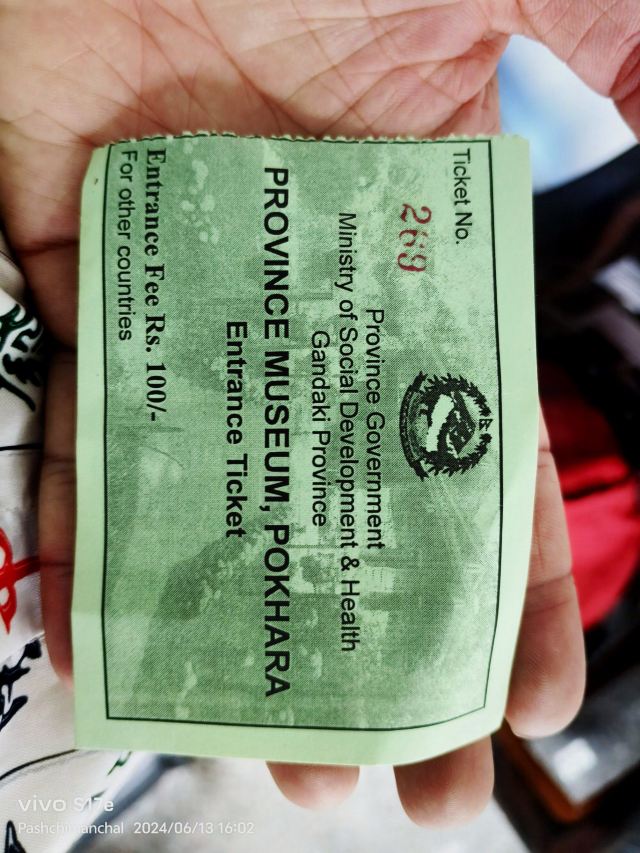 Ticket No.
269
Province Government
Ministry of Social Development & Health
Gandaki Province
PROVINCE MUSEUM, POKHARA
Entrance Ticket
Entrance Fee Rs. 100/-
For other countries
vivo S17e
Pashchimanchal 2024/06/13 16:02